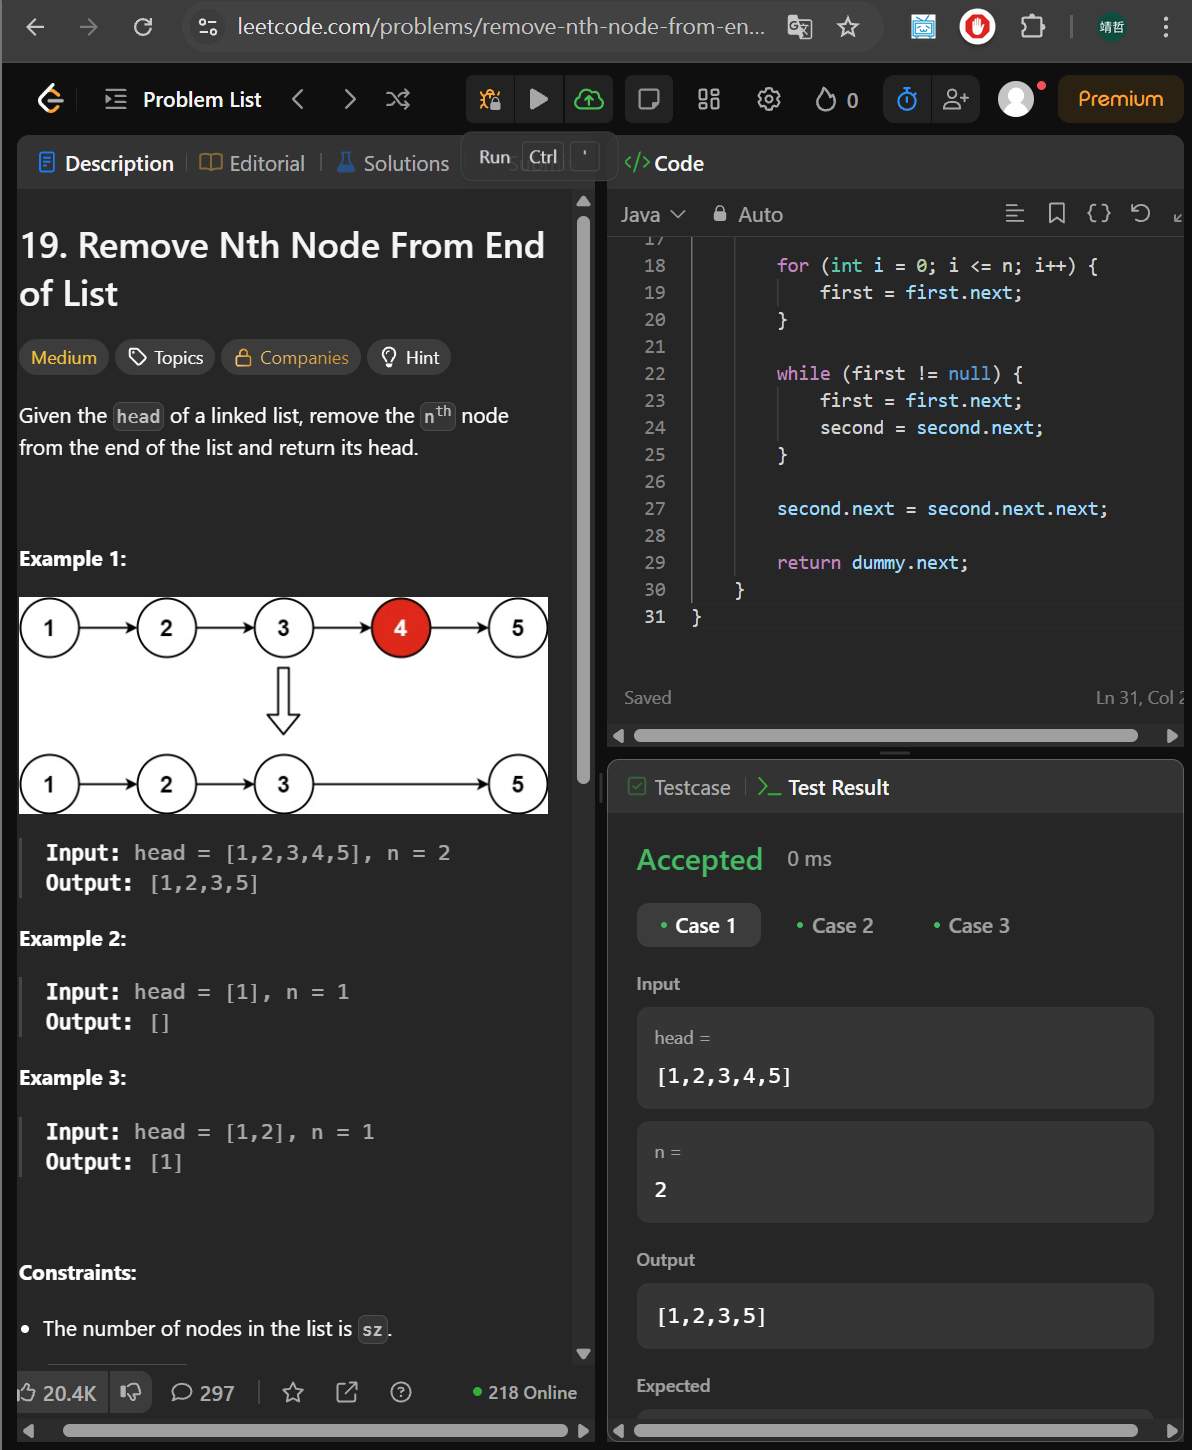 leetcode.com/problems/remove-nth-node-from-en...
靖哲
Problem List
0
Premium
Description
Editorial
Solutions
Run Ctrl '
</> Code
Java
Auto
19. Remove Nth Node From End
of List
Medium
Topics
Companies
Hint
Given the head of a linked list, remove the nth node
from the end of the list and return its head.
Example 1:
1 2 3 4 5
1 2 3 5
Input: head = [1,2,3,4,5], n = 2
Output: [1,2,3,5]
Example 2:
Input: head = [1], n = 1
Output: []
Example 3:
Input: head = [1,2], n = 1
Output: [1]
Constraints:
• The number of nodes in the list is sz.
20.4K
297
218 Online
17
18 for (int i = 0; i <= n; i++) {
19 first = first.next;
20 }
21
22 while (first != null) {
23 first = first.next;
24 second = second.next;
25 }
26
27 second.next = second.next.next;
28
29 return dummy.next;
30 }
31 }
Saved
Ln 31, Col 2
Testcase
Test Result
Accepted 0 ms
• Case 1
• Case 2
• Case 3
Input
head =
[1,2,3,4,5]
n =
2
Output
[1,2,3,5]
Expected